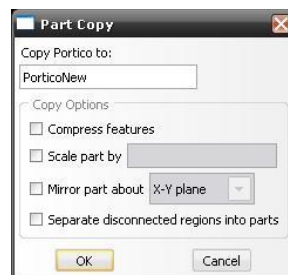 Part Copy
Copy Portico to:
PorticoNew
Copy Options
Compress features
Scale part by
Mirror part about X-Y plane
Separate disconnected regions into parts
OK Cancel